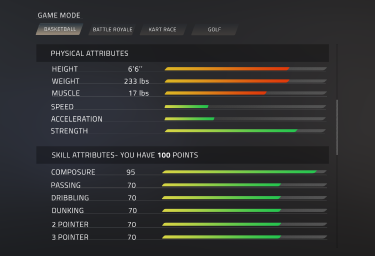 GAME MODE
BASKETBALL BATTLE ROYALE KART RACE GOLF
PHYSICAL ATTRIBUTES
HEIGHT 6'6"
WEIGHT 233 lbs
MUSCLE 17 lbs
SPEED
ACCELERATION
STRENGTH
SKILL ATTRIBUTES- YOU HAVE 100 POINTS
COMPOSURE 95
PASSING 70
DRIBBLING 70
DUNKING 70
2 POINTER 70
3 POINTER 70